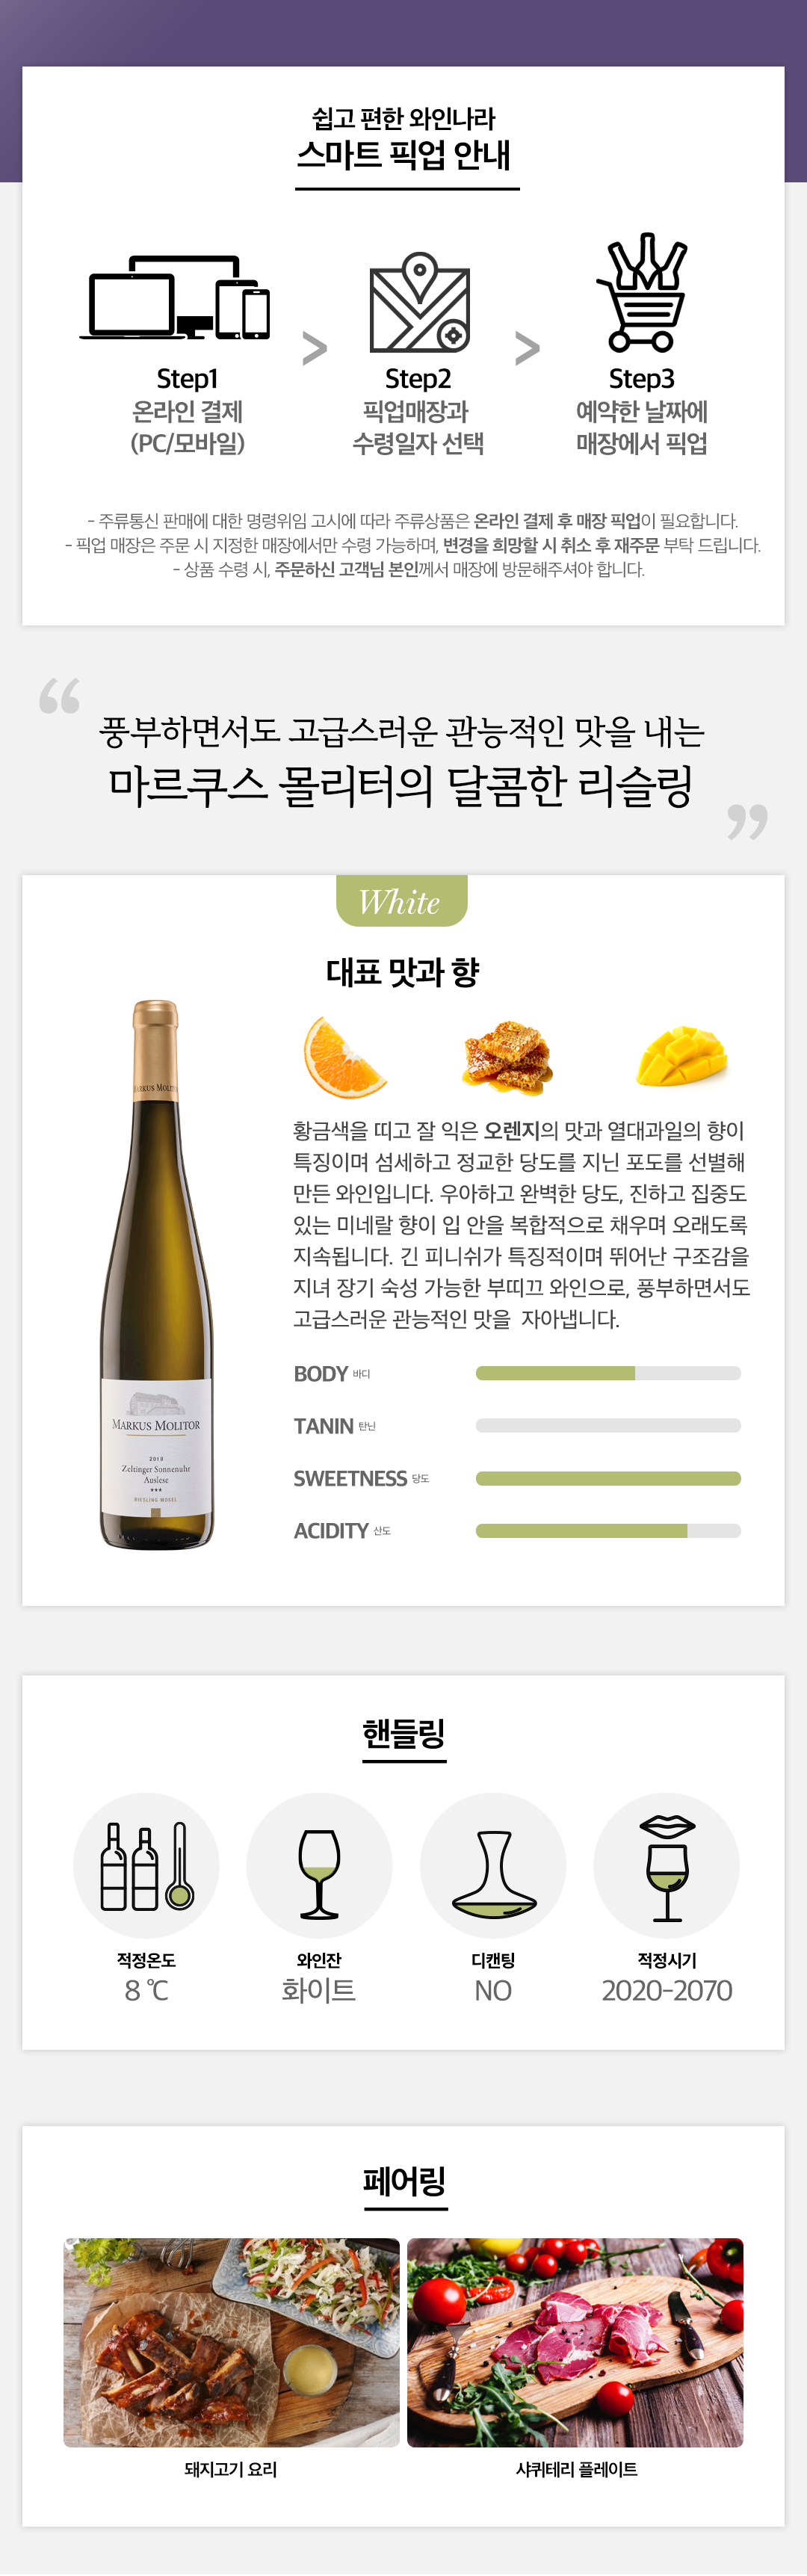 쉽고 편한 와인나라
스마트 픽업 안내
Step1
온라인 결제
(PC/모바일)
>
Step2
픽업매장과
수령일자 선택
>
Step3
예약한 날짜에
매장에서 픽업
- 주류통신 판매에 대한 명령위임 고시에 따라 주류상품은 온라인 결제 후 매장 픽업이 필요합니다.
- 픽업 매장은 주문 시 지정한 매장에서만 수령 가능하며, 변경을 희망할 시 취소 후 재주문 부탁 드립니다.
- 상품 수령 시, 주문하신 고객님 본인께서 매장에 방문해주셔야 합니다.
“
풍부하면서도 고급스러운 관능적인 맛을 내는
마르쿠스 몰리터의 달콤한 리슬링
”
White
대표 맛과 향
MARKUS MOLITOR
MARKUS MOLITOR
2018
Zeltinger Sonnenuhr
Auslese
***
RIESLING MOSEL
황금색을 띠고 잘 익은 오렌지의 맛과 열대과일의 향이
특징이며 섬세하고 정교한 당도를 지닌 포도를 선별해
만든 와인입니다. 우아하고 완벽한 당도, 진하고 집중도
있는 미네랄 향이 입 안을 복합적으로 채우며 오래도록
지속됩니다. 긴 피니쉬가 특징적이며 뛰어난 구조감을
지녀 장기 숙성 가능한 부띠끄 와인으로, 풍부하면서도
고급스러운 관능적인 맛을 자아냅니다.
BODY 바디
TANIN 탄닌
SWEETNESS 당도
ACIDITY 산도
핸들링
적정온도
8 ℃
와인잔
화이트
디캔팅
NO
적정시기
2020-2070
페어링
돼지고기 요리
샤퀴테리 플레이트